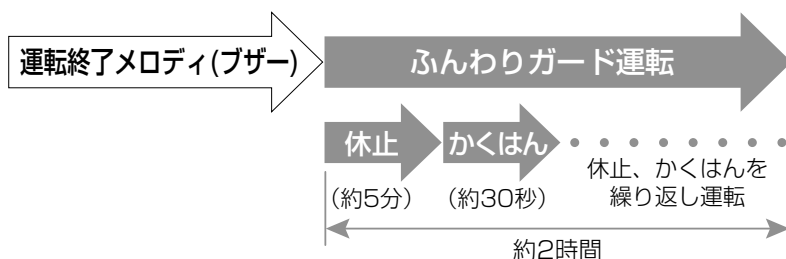 運転終了メロディ(ブザー)
ふんわりガード運転
休止
かくはん
(約5分)
(約30秒)
休止、かくはんを
繰り返し運転
約2時間